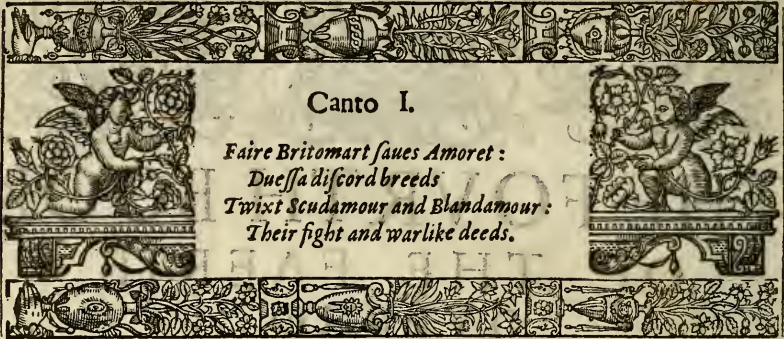 Canto I.
Faire Britomart ſaues Amoret :
Dueſſa diſcord breeds
Twixt Scudamour and Blandamour :
Their fight and warlike deeds.